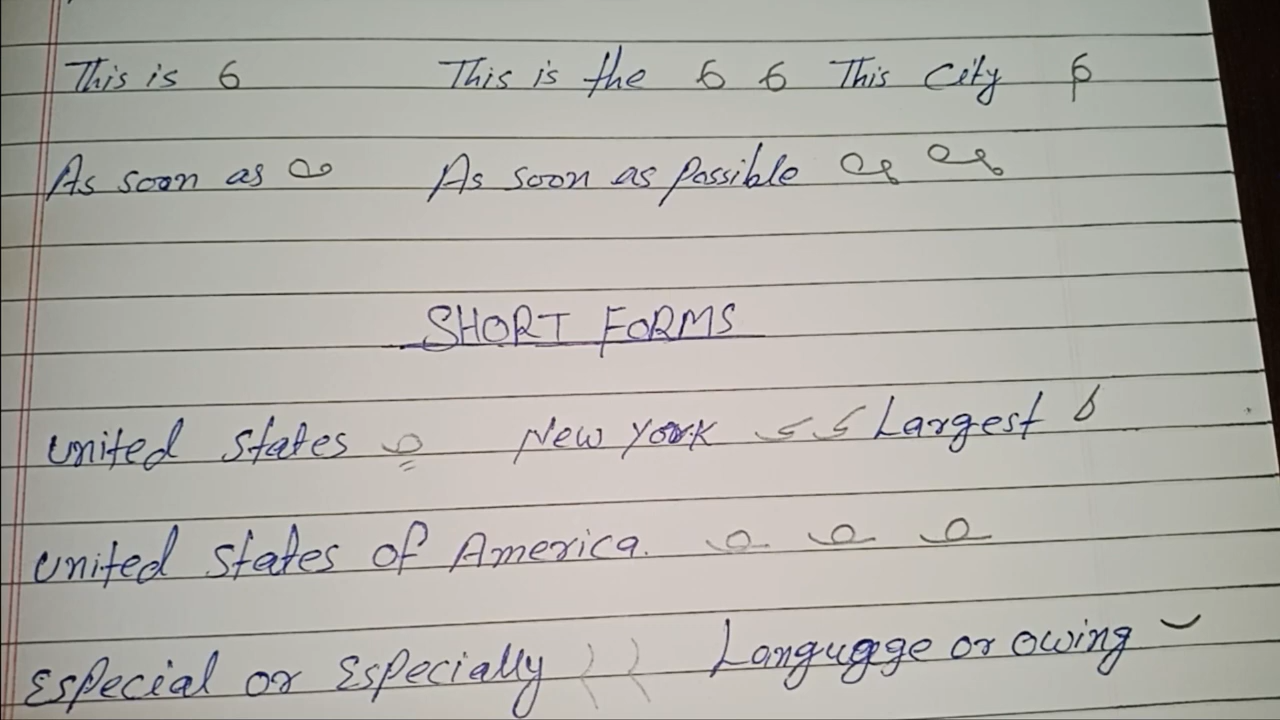 This is This is the This City
As soon as As soon as possible
SHORT FORMS
United States New York Largest
United States of America.
Especial or Especially Langugge or owing